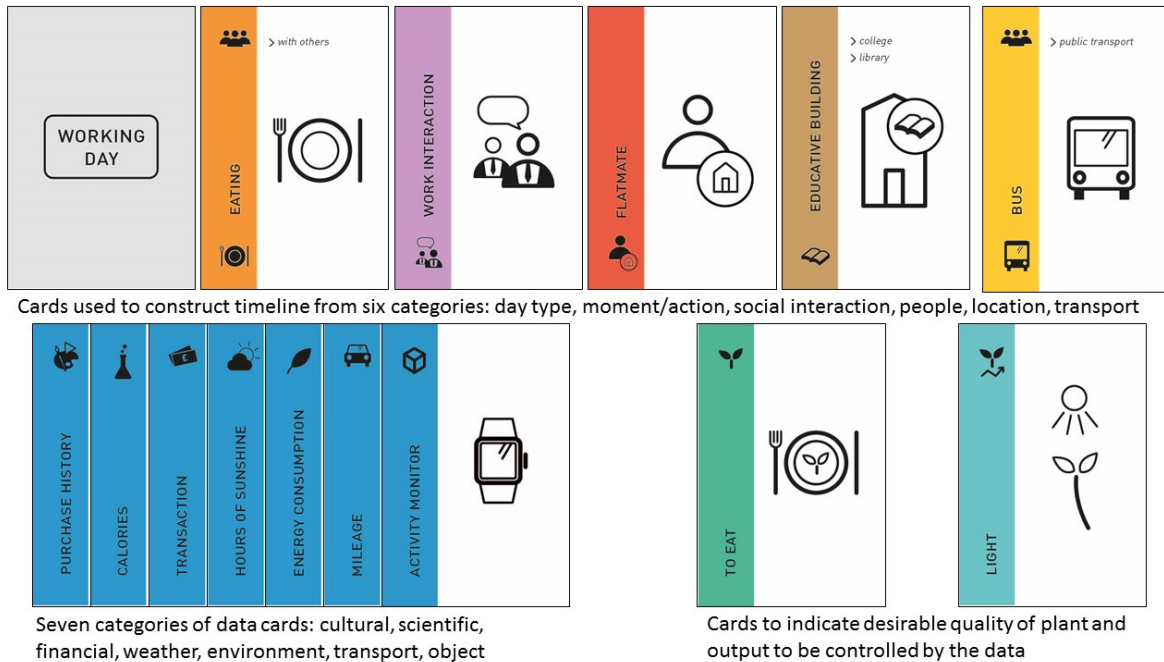 WORKING
DAY
> with others
EATING
WORK INTERACTION
FLATMATE
> college
> library
EDUCATIVE BUILDING
> public transport
BUS
Cards used to construct timeline from six categories: day type, moment/action, social interaction, people, location, transport
PURCHASE HISTORY
CALORIES
TRANSACTION
HOURS OF SUNSHINE
ENERGY CONSUMPTION
MILEAGE
ACTIVITY MONITOR
TO EAT
LIGHT
Seven categories of data cards: cultural, scientific,
financial, weather, environment, transport, object
Cards to indicate desirable quality of plant and
output to be controlled by the data